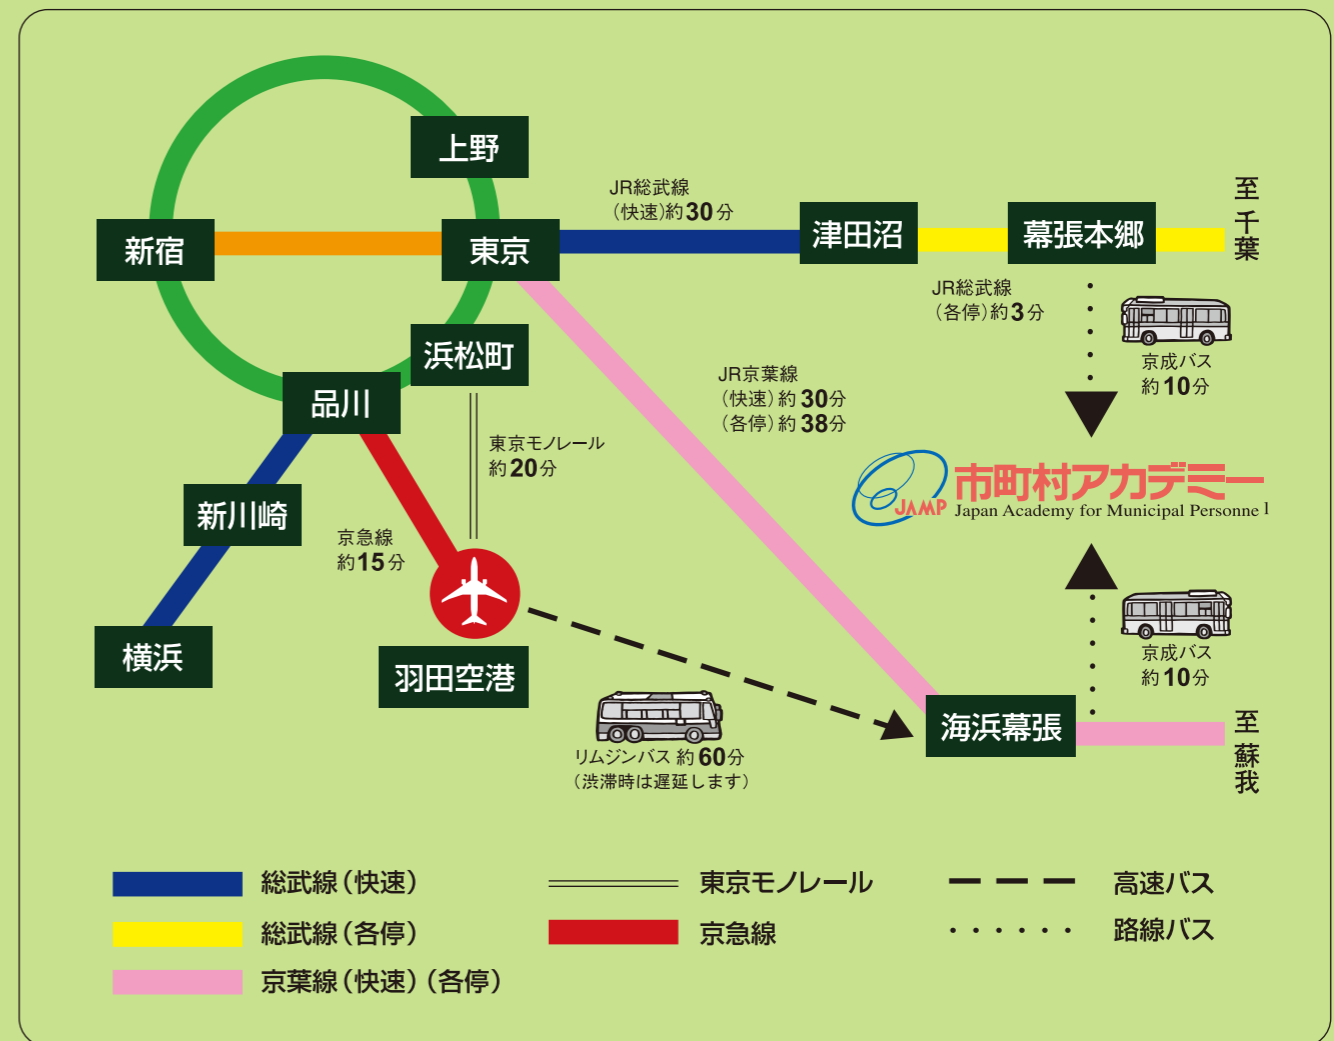 上野
新宿
東京
JR総武線
(快速)約30分
津田沼
幕張本郷
至 千葉
JR総武線
(各停)約3分
京成バス
約10分
浜松町
品川
東京モノレール
約20分
JR京葉線
(快速)約30分
(各停)約38分
JAMP
市町村アカデミー
Japan Academy for Municipal Personnel
新川崎
京急線
約15分
横浜
羽田空港
京成バス
約10分
海浜幕張
至 蘇我
リムジンバス 約60分
(渋滞時は遅延します)
総武線(快速)
東京モノレール
高速バス
総武線(各停)
京急線
路線バス
京葉線(快速)(各停)